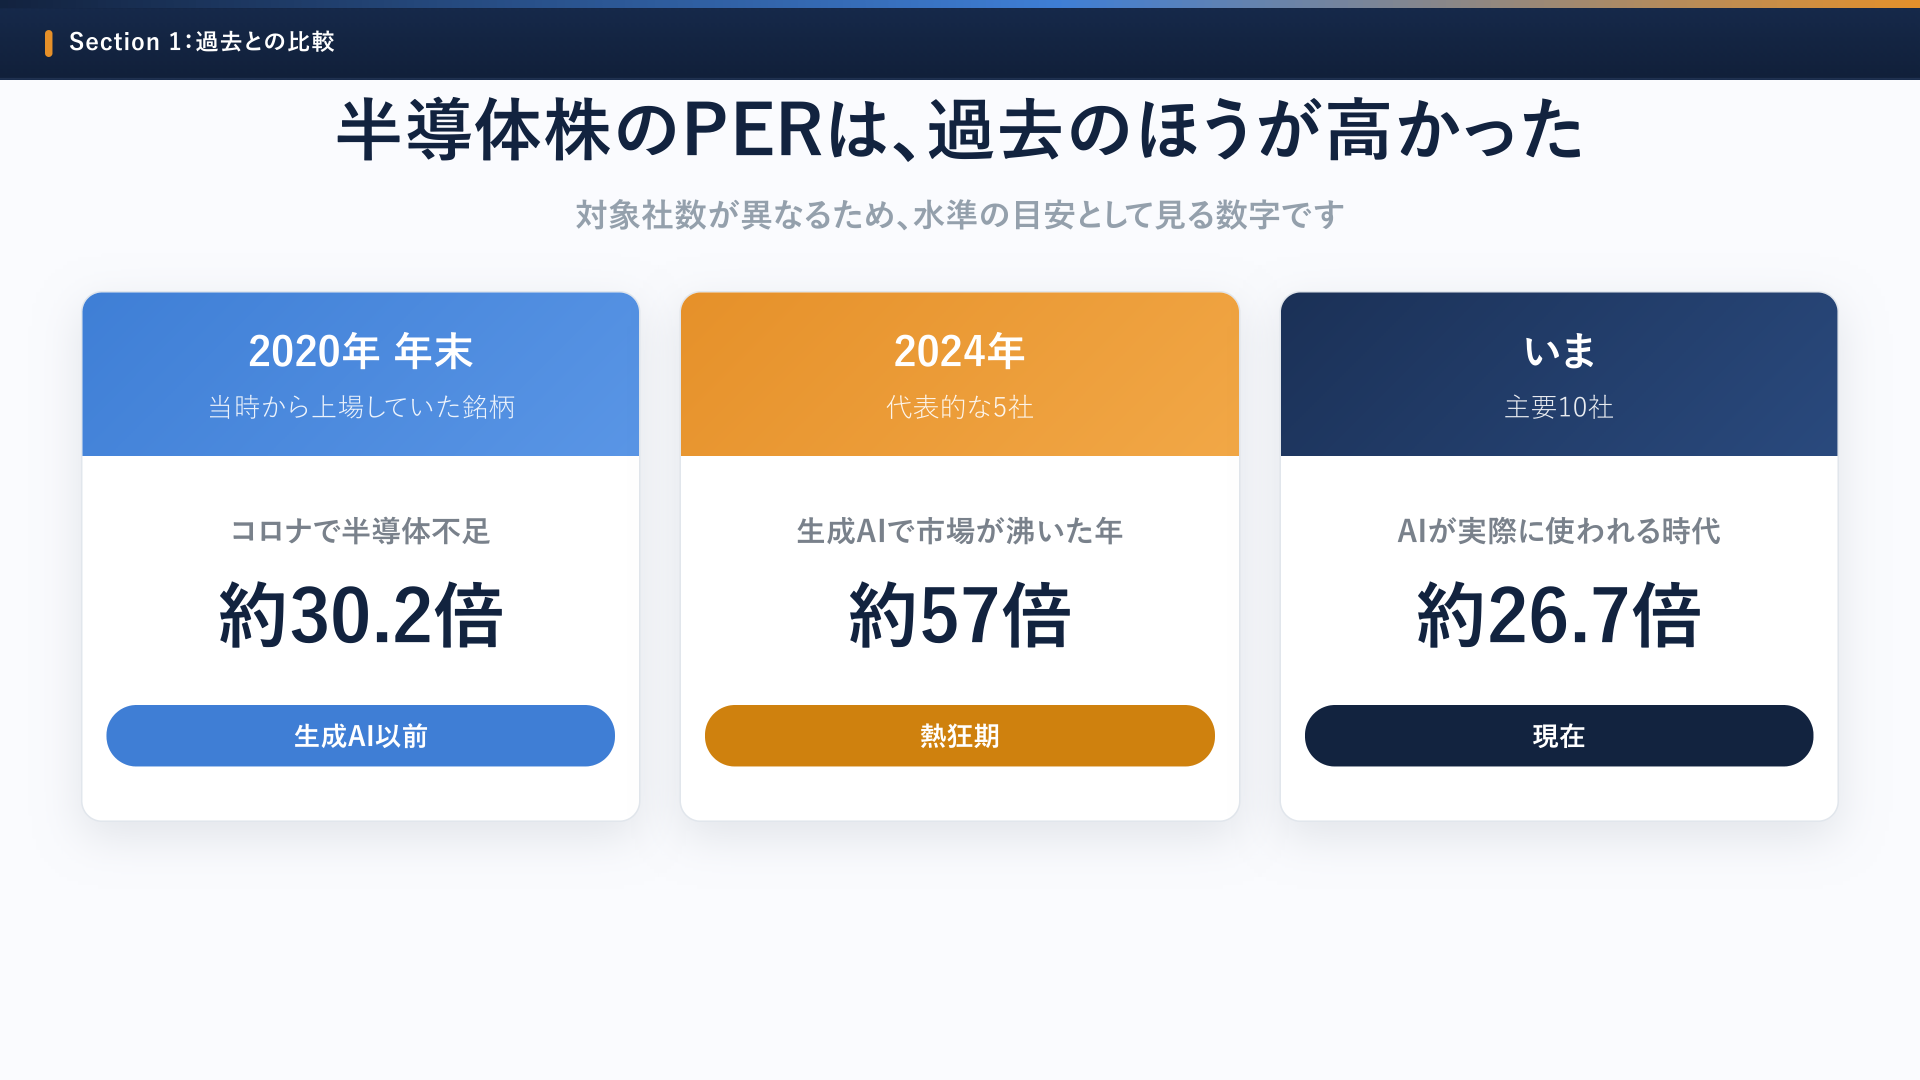 Section 1：過去との比較
半導体株のPERは、過去のほうが高かった
対象社数が異なるため、水準の目安として見る数字です
2020年 年末
当時から上場していた銘柄
コロナで半導体不足
約30.2倍
生成AI以前
2024年
代表的な5社
生成AIで市場が沸いた年
約57倍
熱狂期
いま
主要10社
AIが実際に使われる時代
約26.7倍
現在